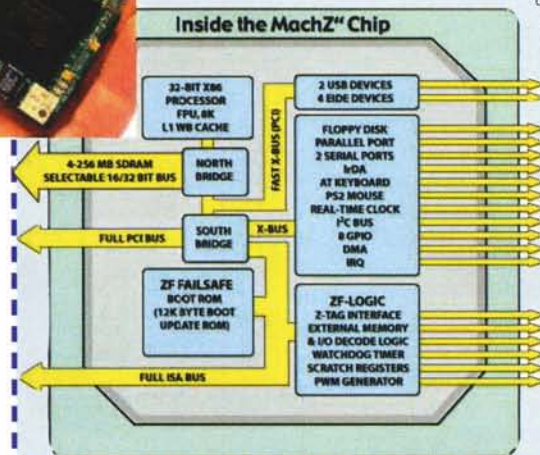 Inside the MachZ" Chip
32-BIT X86
PROCESSOR
FPU, 8K
L1 WB CACHE
2 USB DEVICES
4 EIDE DEVICES
FAST X-BUS (PCI)
4-256 MB SDRAM
SELECTABLE 16/32 BIT BUS
NORTH
BRIDGE
FLOPPY DISK
PARALLEL PORT
2 SERIAL PORTS
IrDA
AT KEYBOARD
PS2 MOUSE
REAL-TIME CLOCK
I²C BUS
8 GPIO
DMA
IRQ
FULL PCI BUS
SOUTH
BRIDGE
X-BUS
ZF FAILSAFE
BOOT ROM
(12K BYTE BOOT
UPDATE ROM)
ZF-LOGIC
Z-TAG INTERFACE
EXTERNAL MEMORY
& I/O DECODE LOGIC
WATCHDOG TIMER
SCRATCH REGISTERS
PWM GENERATOR
FULL ISA BUS